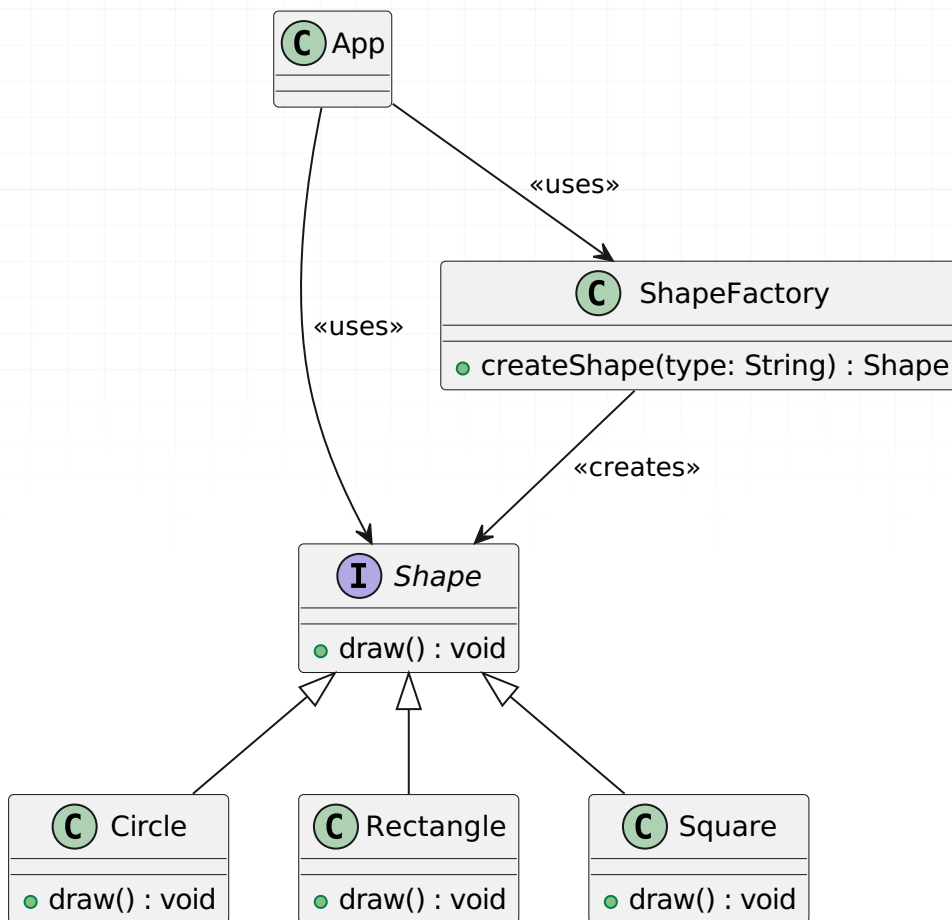 C App
«uses»
C ShapeFactory
«uses»
createShape(type: String) : Shape
«creates»
I Shape
draw() : void
C Circle
C Rectangle
C Square
draw() : void
draw() : void
draw() : void